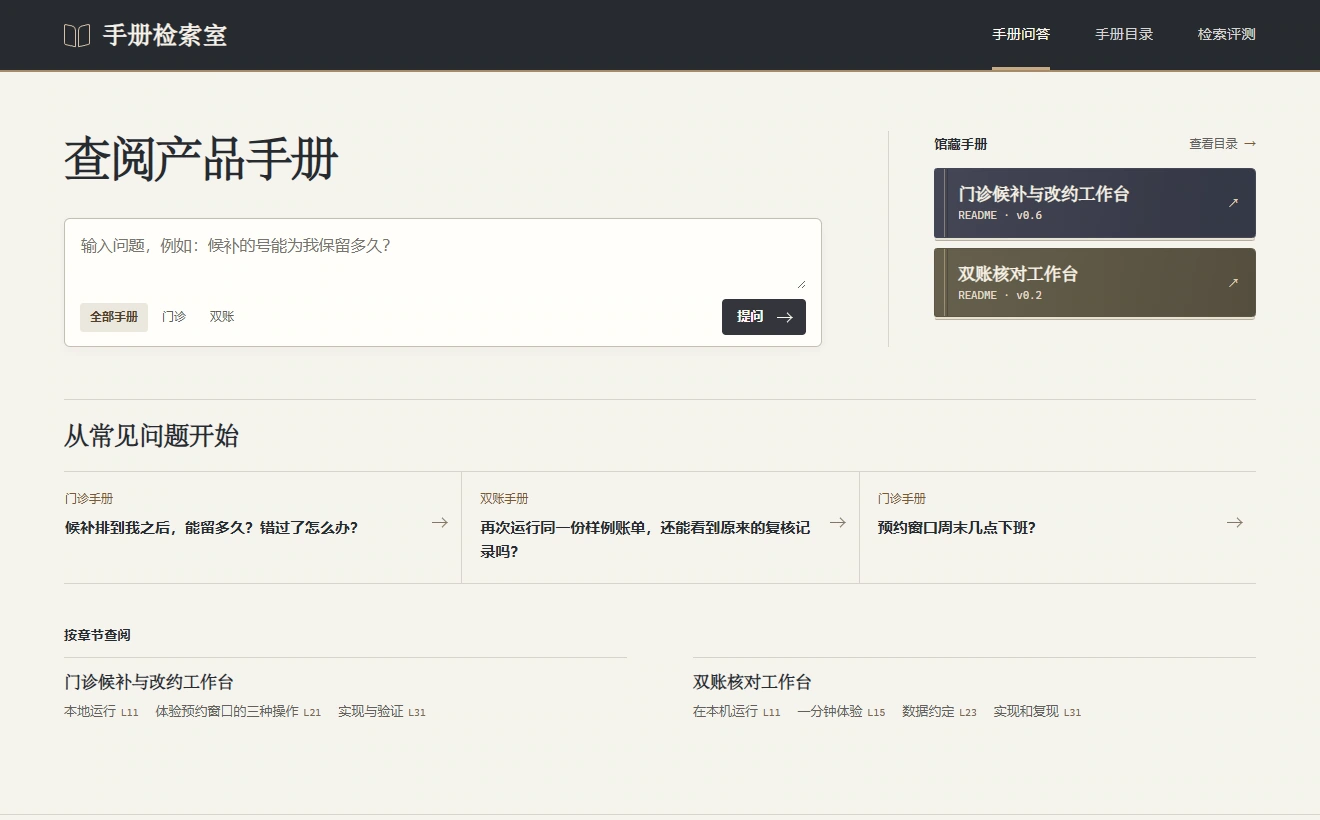 手册检索室
手册问答 手册目录 检索评测
查阅产品手册
输入问题，例如：候补的号能为我保留多久？
全部手册 门诊 双账
提问 →
馆藏手册 查看目录 →
门诊候补与改约工作台
README · v0.6
↗
双账核对工作台
README · v0.2
↗
从常见问题开始
门诊手册
候补排到我之后，能留多久？错过了怎么办？
→
双账手册
再次运行同一份样例账单，还能看到原来的复核记
录吗？
→
门诊手册
预约窗口周末几点下班？
→
按章节查阅
门诊候补与改约工作台
本地运行 L11 体验预约窗口的三种操作 L21 实现与验证 L31
双账核对工作台
在本机运行 L11 一分钟体验 L15 数据约定 L23 实现和复现 L31